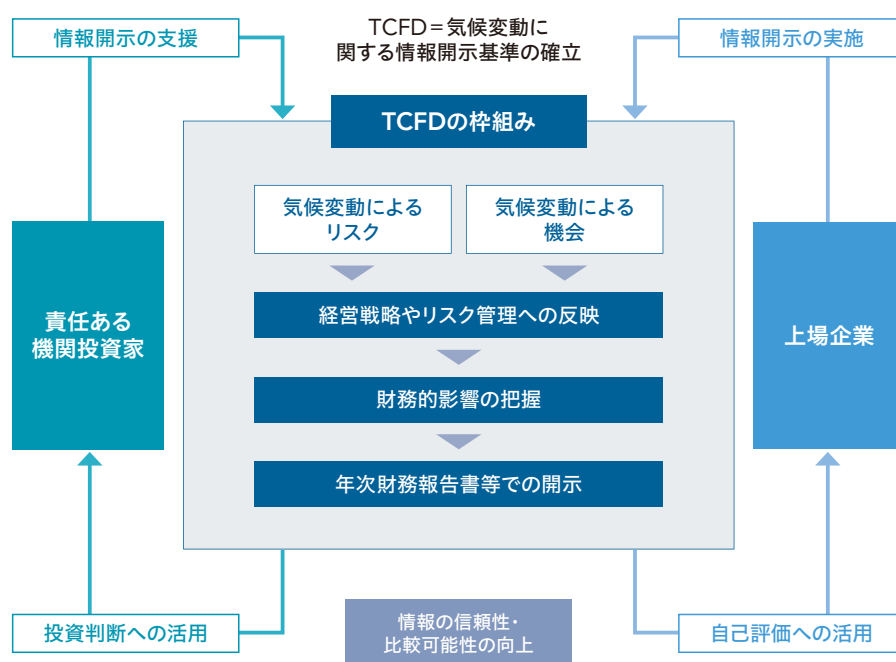 情報開示の支援
TCFD=気候変動に
関する情報開示基準の確立
情報開示の実施
TCFDの枠組み
気候変動による
リスク
気候変動による
機会
経営戦略やリスク管理への反映
財務的影響の把握
年次財務報告書等での開示
責任ある
機関投資家
上場企業
投資判断への活用
情報の信頼性・
比較可能性の向上
自己評価への活用